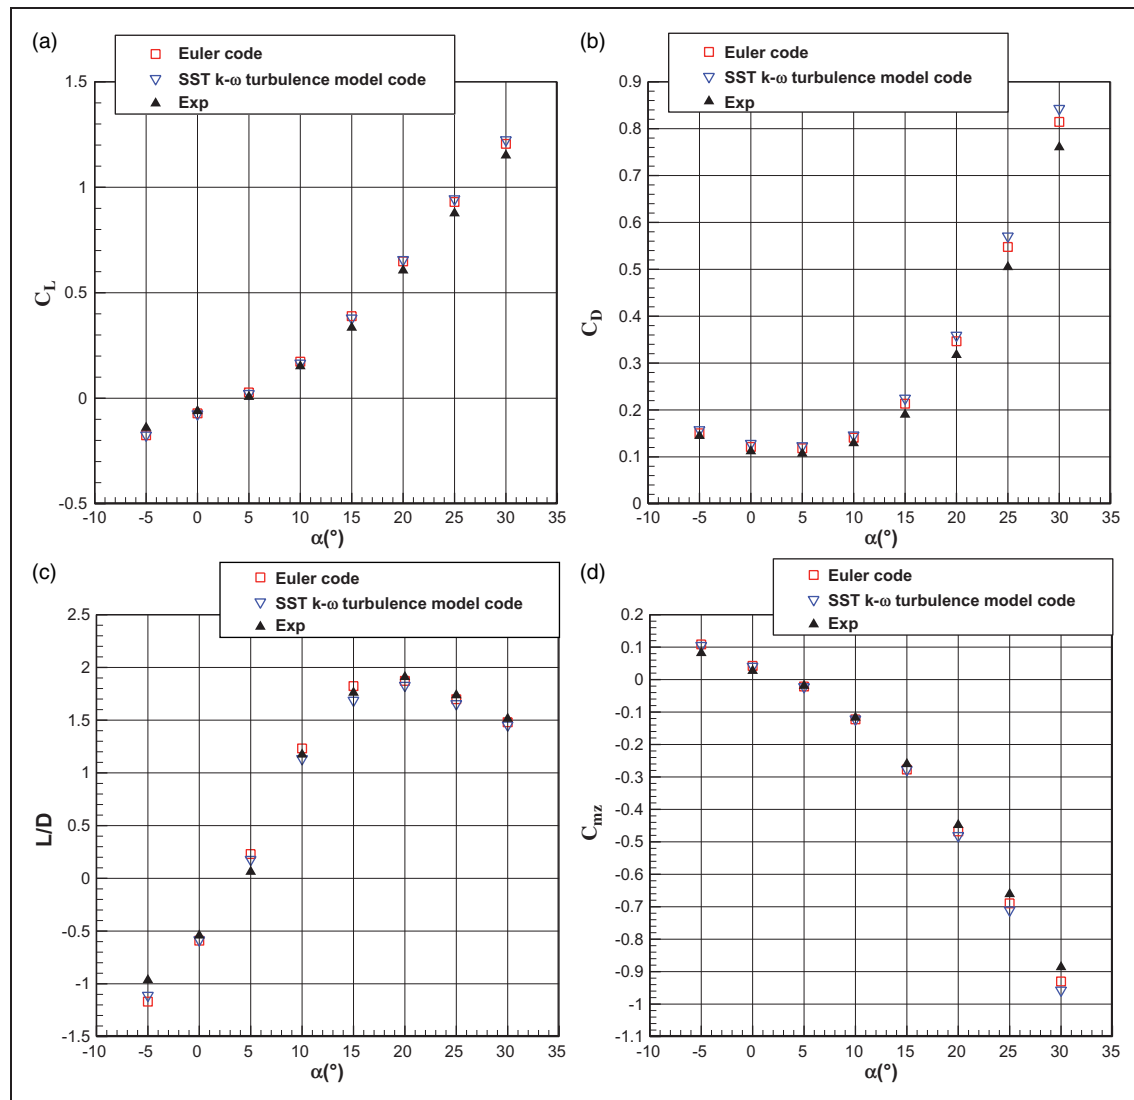 (a)
Euler code
SST k-ω turbulence model code
Exp
1.5
1
0.5
0
-0.5
C_L
-10 -5 0 5 10 15 20 25 30 35
α(°)
(b)
Euler code
SST k-ω turbulence model code
Exp
0.9
0.8
0.7
0.6
0.5
0.4
0.3
0.2
0.1
0
C_D
-10 -5 0 5 10 15 20 25 30 35
α(°)
(c)
Euler code
SST k-ω turbulence model code
Exp
2.5
2
1.5
1
0.5
0
-0.5
-1
-1.5
L/D
-10 -5 0 5 10 15 20 25 30 35
α(°)
(d)
Euler code
SST k-ω turbulence model code
Exp
0.2
0.1
0
-0.1
-0.2
-0.3
-0.4
-0.5
-0.6
-0.7
-0.8
-0.9
-1
-1.1
C_mz
-10 -5 0 5 10 15 20 25 30 35
α(°)